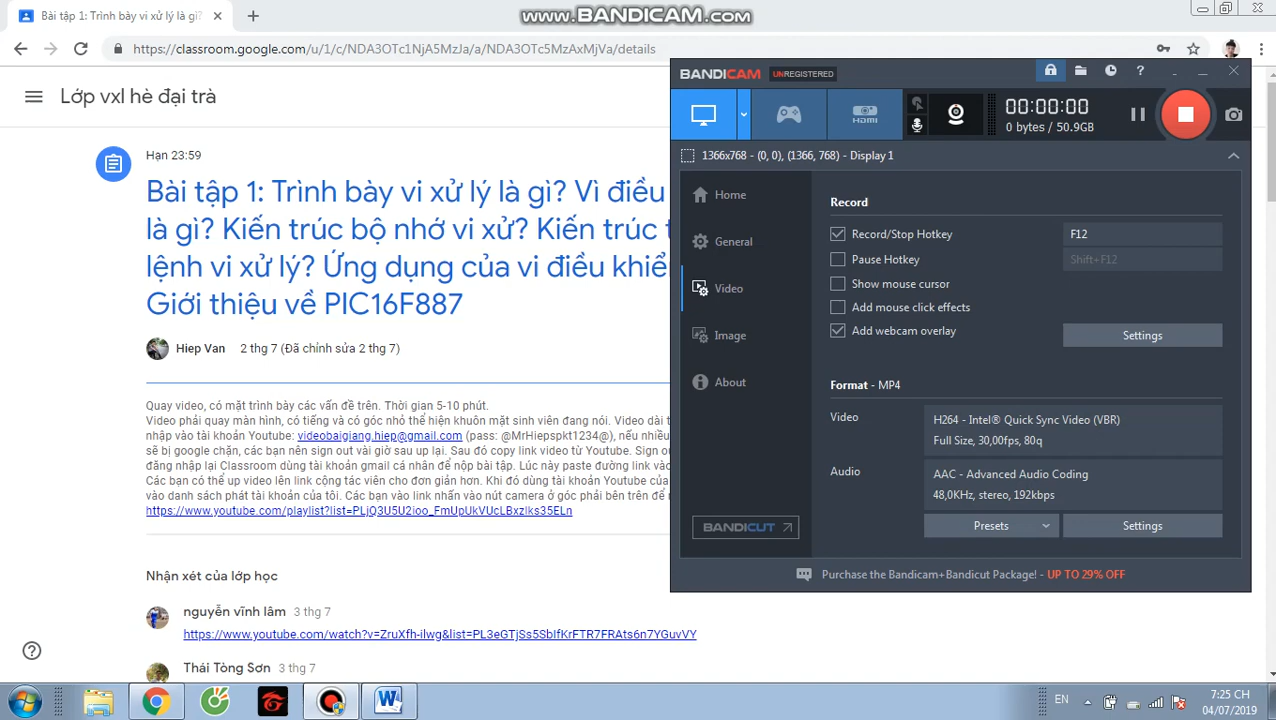 www.BANDICAM.com
Bài tập 1: Trình bày vi xử lý là gì?
https://classroom.google.com/u/1/c/NDA3OTc1NjA5MzJa/a/NDA3OTc5MzAxMjVa/details
Lớp vxl hè đại trà
Hạn 23:59
Bài tập 1: Trình bày vi xử lý là gì? Vì điều
là gì? Kiến trúc bộ nhớ vi xử? Kiến trúc t
lệnh vi xử lý? Ứng dụng của vi điều khiể
Giới thiệu về PIC16F887
Hiep Van 2 thg 7 (Đã chỉnh sửa 2 thg 7)
Quay video, có mặt trình bày các vấn đề trên. Thời gian 5-10 phút.
Video phải quay màn hình, có tiếng và có góc nhỏ thể hiện khuôn mặt sinh viên đang nói. Video dài t
nhập vào tài khoản Youtube: videobaigiang.hiep@gmail.com (pass: @MrHiepspkt1234@), nếu nhiều
sẽ bị google chặn, các bạn nên sign out vài giờ sau up lại. Sau đó copy link video từ Youtube. Sign o
đăng nhập lại Classroom dùng tài khoản gmail cá nhân để nộp bài tập. Lúc này paste đường link và
Các bạn có thể up video lên link cộng tác viên cho đơn giản hơn. Khi đó dùng tài khoản Youtube của
vào danh sách phát tài khoản của tôi. Các bạn vào link nhấn vào nút camera ở góc phải bên trên để
https://www.youtube.com/playlist?list=PLjQ3U5U2ioo_FmUpUkVUcLBxzlks35ELn
Nhận xét của lớp học
nguyễn vĩnh lâm 3 thg 7
https://www.youtube.com/watch?v=ZruXfh-ilwg&list=PL3eGTjSs5SbIfKrFTR7FRAts6n7YGuvVY
Thái Tòng Sơn 3 thg 7
BANDICAM UNREGISTERED
HDMI
00:00:00
0 bytes / 50.9GB
1366x768 - (0, 0), (1366, 768) - Display 1
Home
General
Video
Image
About
BANDICUT
Record
Record/Stop Hotkey F12
Pause Hotkey Shift+F12
Show mouse cursor
Add mouse click effects
Add webcam overlay Settings
Format - MP4
Video
H264 - Intel® Quick Sync Video (VBR)
Full Size, 30,00fps, 80q
Audio
AAC - Advanced Audio Coding
48,0KHz, stereo, 192kbps
Presets Settings
Purchase the Bandicam+Bandicut Package! - UP TO 29% OFF
EN
7:25 CH
04/07/2019